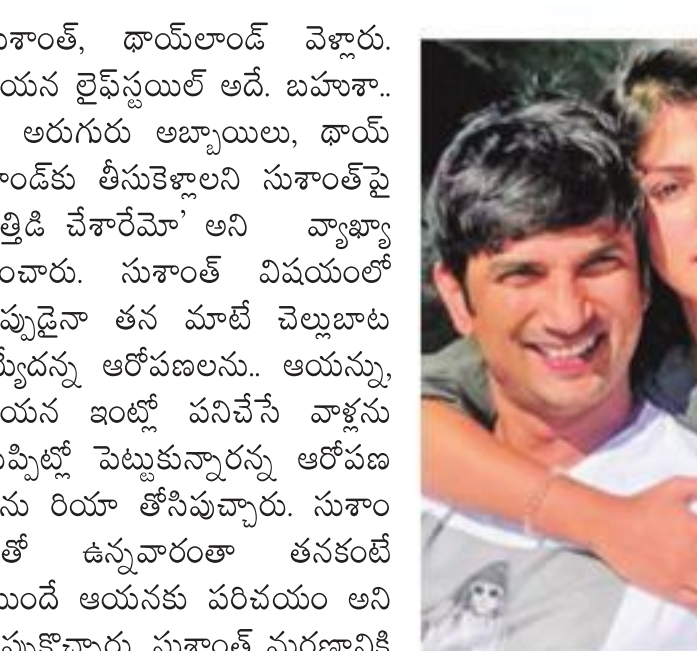 సుశాంత్, థాయ్‌లాండ్ వెళ్లారు.
యన లైఫ్‌స్టయిల్ అదే. బహుశా..
అరుగురు అబ్బాయిలు, థాయ్
ండ్‌కు తీసుకెళ్లాలని సుశాంత్‌పై
త్తిడి చేశారేమో' అని వ్యాఖ్యా
ంచారు. సుశాంత్ విషయంలో
ప్పుడైనా తన మాటే చెల్లుబాట
య్యేదన్న ఆరోపణలను.. ఆయన్ను,
యన ఇంట్లో పనిచేసే వాళ్లను
ప్పిట్లో పెట్టుకున్నారన్న ఆరోపణ
ను రియా తోసిపుచ్చారు. సుశాం
తో ఉన్నవారంతా తనకంటే
ముందే ఆయనకు పరిచయం అని
ప్పుకొచ్చారు. సుశాంత్ మరణానికి